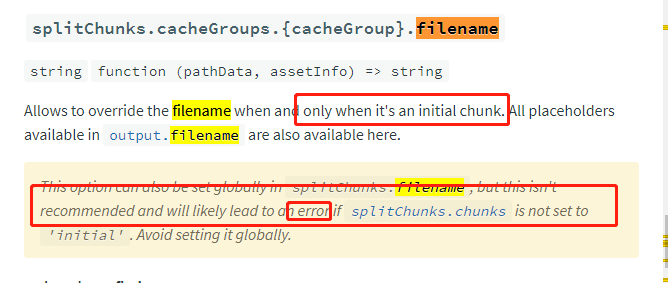 splitChunks.cacheGroups.{cacheGroup}.filename
string function (pathData, assetInfo) => string
Allows to override the filename when and only when it's an initial chunk. All placeholders
available in output.filename are also available here.
This option can also be set globally in splitChunks.filename, but this isn't
recommended and will likely lead to an error if splitChunks.chunks is not set to
'initial'. Avoid setting it globally.